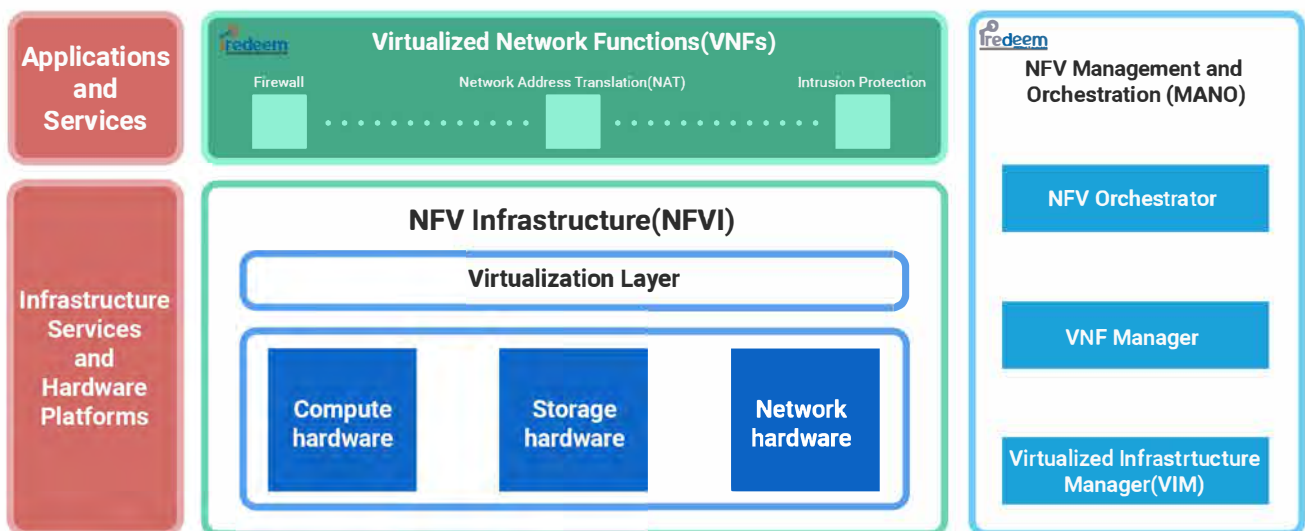 Applications
and
Services
Infrastructure
Services
and
Hardware
Platforms
redeem
Virtualized Network Functions(VNFs)
Firewall
Network Address Translation(NAT)
Intrusion Protection
NFV Infrastructure(NFVI)
Virtualization Layer
Compute
hardware
Storage
hardware
Network
hardware
redeem
NFV Management and
Orchestration (MANO)
NFV Orchestrator
VNF Manager
Virtualized Infrastrtucture
Manager(VIM)